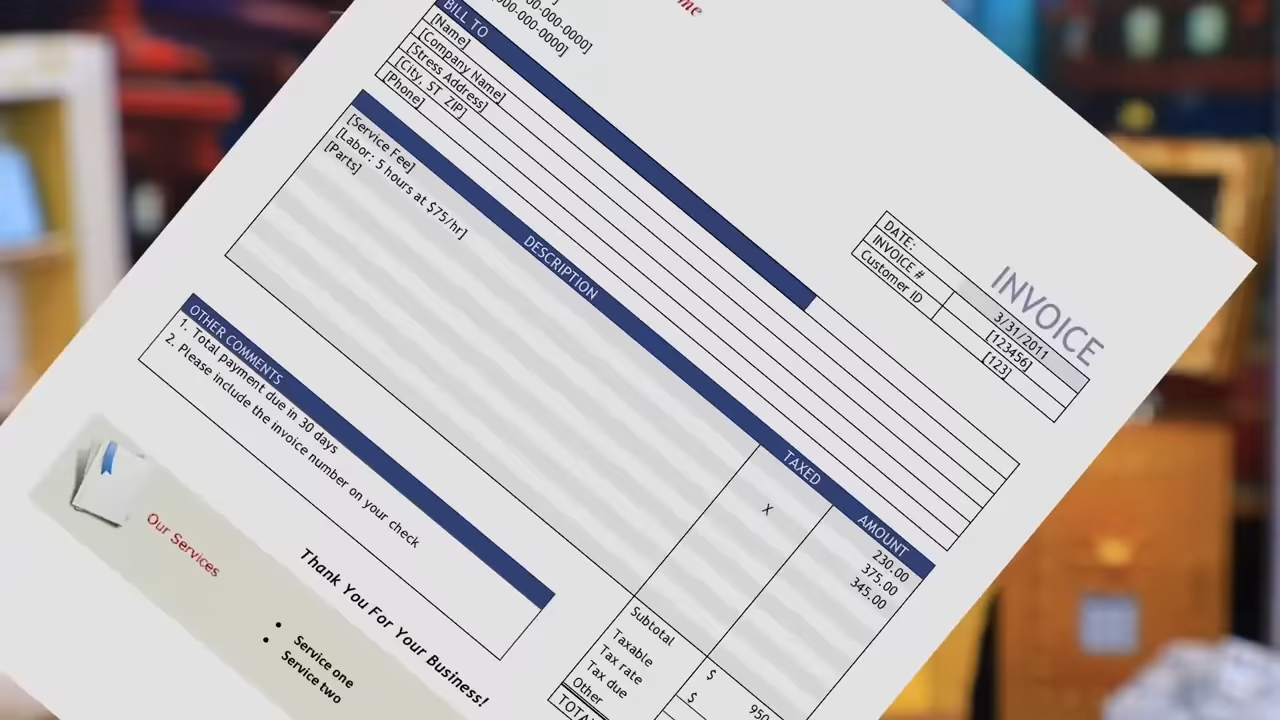 me
-000-0000]
000-000-0000]
INVOICE
DATE: 3/31/2011
INVOICE # [123456]
Customer ID [123]
BILL TO
[Name]
[Company Name]
[Stress Address]
[City, ST ZIP]
[Phone]
DESCRIPTION TAXED AMOUNT
[Service Fee] 230.00
[Labor: 5 hours at $75/hr] 375.00
[Parts] X 345.00
Subtotal $ 950
Taxable $
Tax rate
Tax due
Other
TOTA
OTHER COMMENTS
1. Total payment due in 30 days
2. Please include the invoice number on your check
Thank You For Your Business!
Our Services
• Service one
• Service two